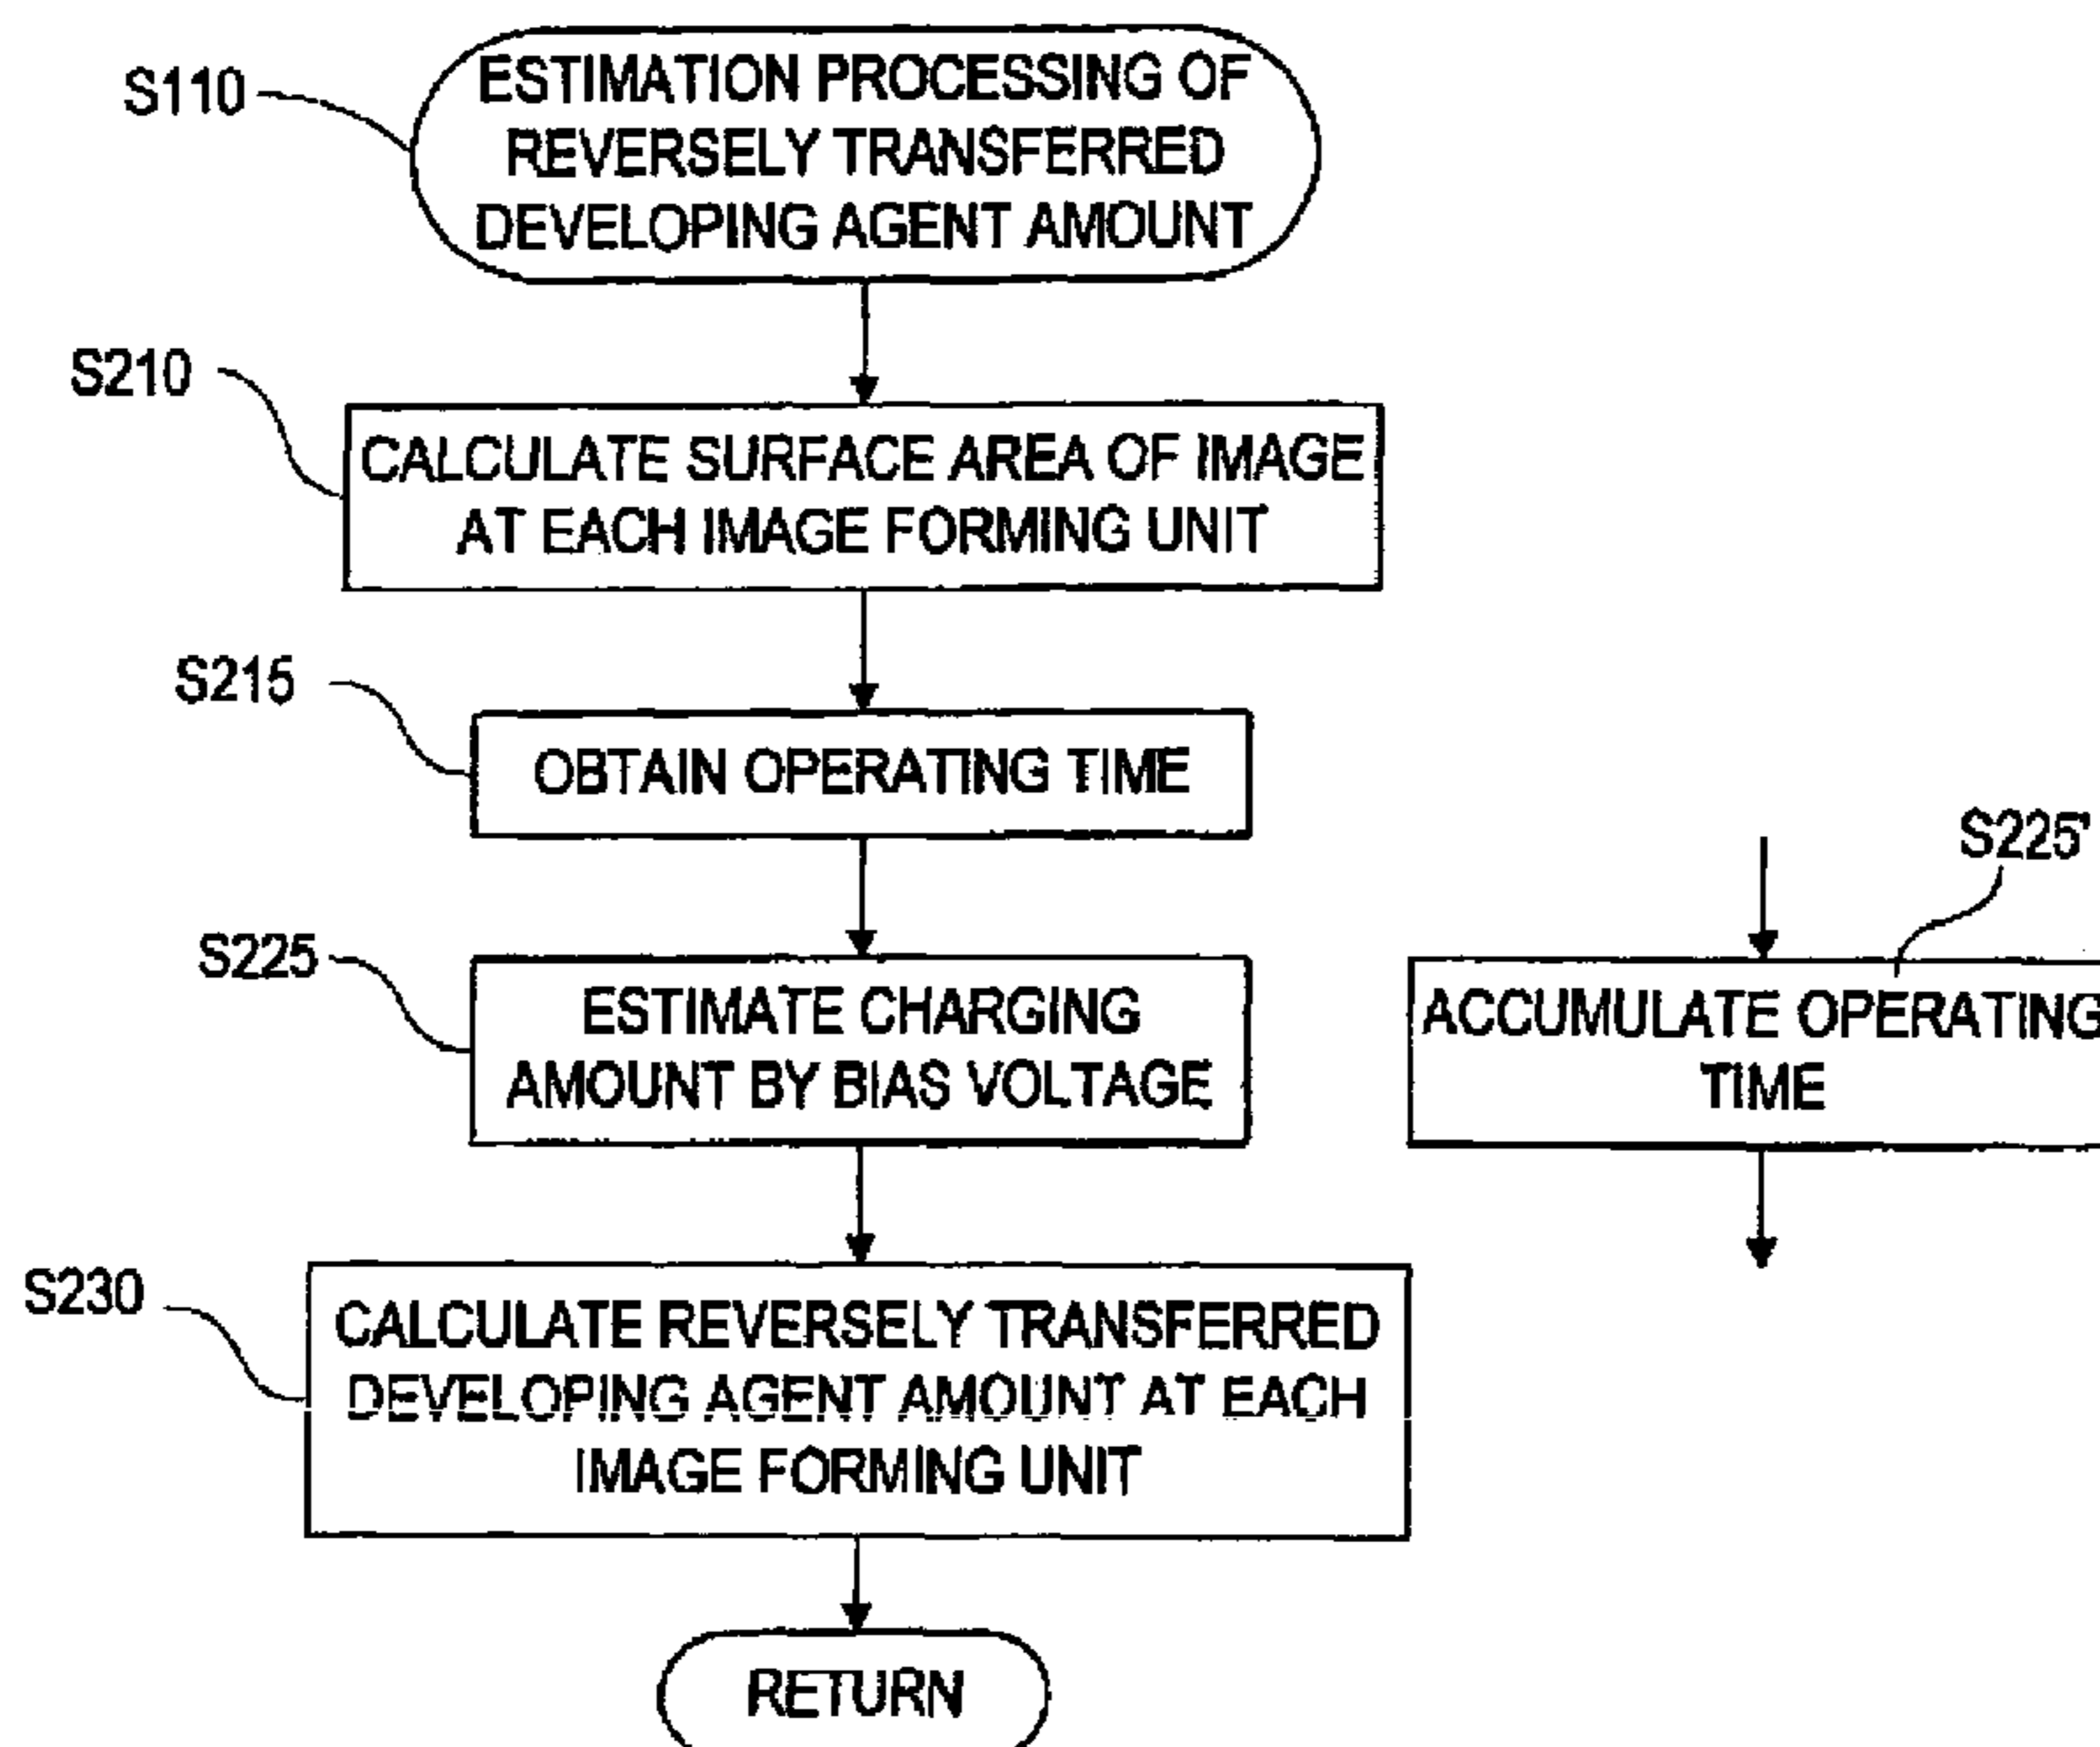 S110
ESTIMATION PROCESSING OF
REVERSELY TRANSFERRED
DEVELOPING AGENT AMOUNT
S210
CALCULATE SURFACE AREA OF IMAGE
AT EACH IMAGE FORMING UNIT
S215
OBTAIN OPERATING TIME
S225
ESTIMATE CHARGING
AMOUNT BY BIAS VOLTAGE
S225'
ACCUMULATE OPERATING
TIME
S230
CALCULATE REVERSELY TRANSFERRED
DEVELOPING AGENT AMOUNT AT EACH
IMAGE FORMING UNIT
RETURN